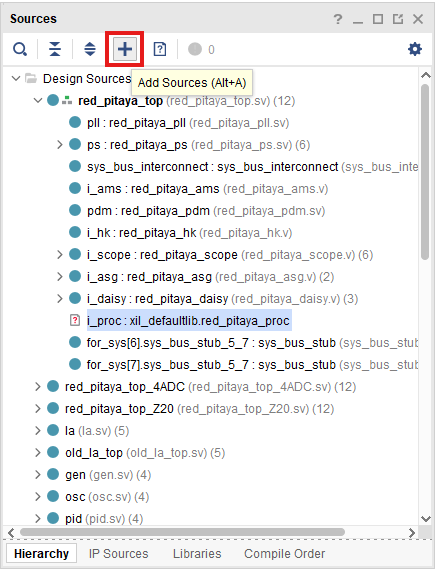 Sources
0
Add Sources (Alt+A)
Design Sources
red_pitaya_top (red_pitaya_top.sv) (12)
pll : red_pitaya_pll (red_pitaya_pll.sv)
ps : red_pitaya_ps (red_pitaya_ps.sv) (6)
sys_bus_interconnect : sys_bus_interconnect (sys_bus_inte
i_ams : red_pitaya_ams (red_pitaya_ams.v)
pdm : red_pitaya_pdm (red_pitaya_pdm.sv)
i_hk : red_pitaya_hk (red_pitaya_hk.v)
i_scope : red_pitaya_scope (red_pitaya_scope.v) (6)
i_asg : red_pitaya_asg (red_pitaya_asg.v) (2)
i_daisy : red_pitaya_daisy (red_pitaya_daisy.v) (3)
i_proc : xil_defaultlib.red_pitaya_proc
for_sys[6].sys_bus_stub_5_7 : sys_bus_stub (sys_bus_stub
for_sys[7].sys_bus_stub_5_7 : sys_bus_stub (sys_bus_stub
red_pitaya_top_4ADC (red_pitaya_top_4ADC.sv) (12)
red_pitaya_top_Z20 (red_pitaya_top_Z20.sv) (12)
la (la.sv) (5)
old_la_top (old_la_top.sv) (5)
gen (gen.sv) (4)
osc (osc.sv) (4)
pid (pid.sv) (4)
Hierarchy IP Sources Libraries Compile Order